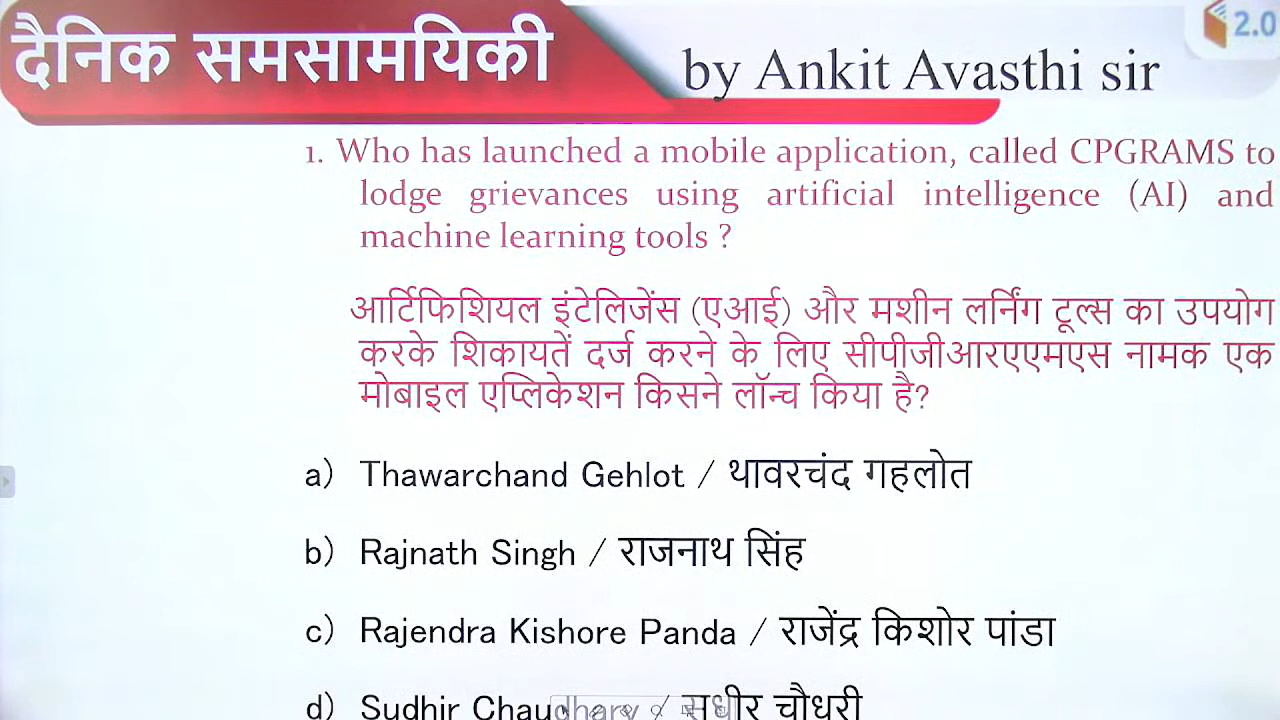 दैनिक समसामयिकी
by Ankit Avasthi sir
2.0
1. Who has launched a mobile application, called CPGRAMS to
lodge grievances using artificial intelligence (AI) and
machine learning tools ?
आर्टिफिशियल इंटेलिजेंस (एआई) और मशीन लर्निंग टूल्स का उपयोग
करके शिकायतें दर्ज करने के लिए सीपीजीआरएएमएस नामक एक
मोबाइल एप्लिकेशन किसने लॉन्च किया है?
a) Thawarchand Gehlot / थावरचंद गहलोत
b) Rajnath Singh / राजनाथ सिंह
c) Rajendra Kishore Panda / राजेंद्र किशोर पांडा
d) Sudhir Chaudhary / सुधीर चौधरी